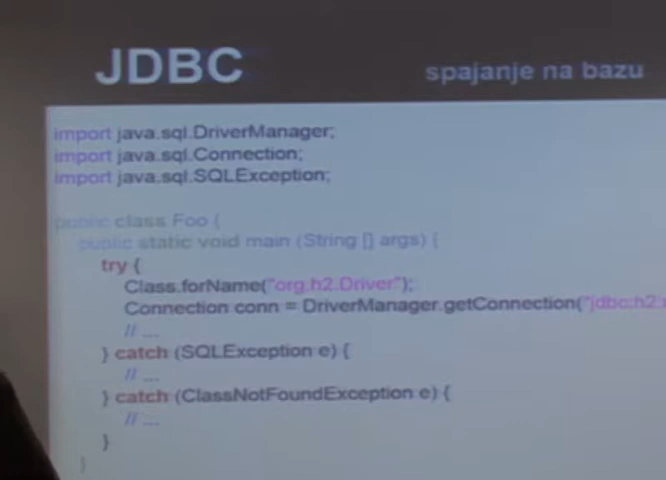 JDBC
spajanje na bazu
import java.sql.DriverManager;
import java.sql.Connection;
import java.sql.SQLException;
public class Foo {
public static void main (String [] args) {
try {
Class.forName("org.h2.Driver");
Connection conn = DriverManager.getConnection("jdbc:h2:
// ...
} catch (SQLException e) {
// ...
} catch (ClassNotFoundException e) {
// ...
}
}